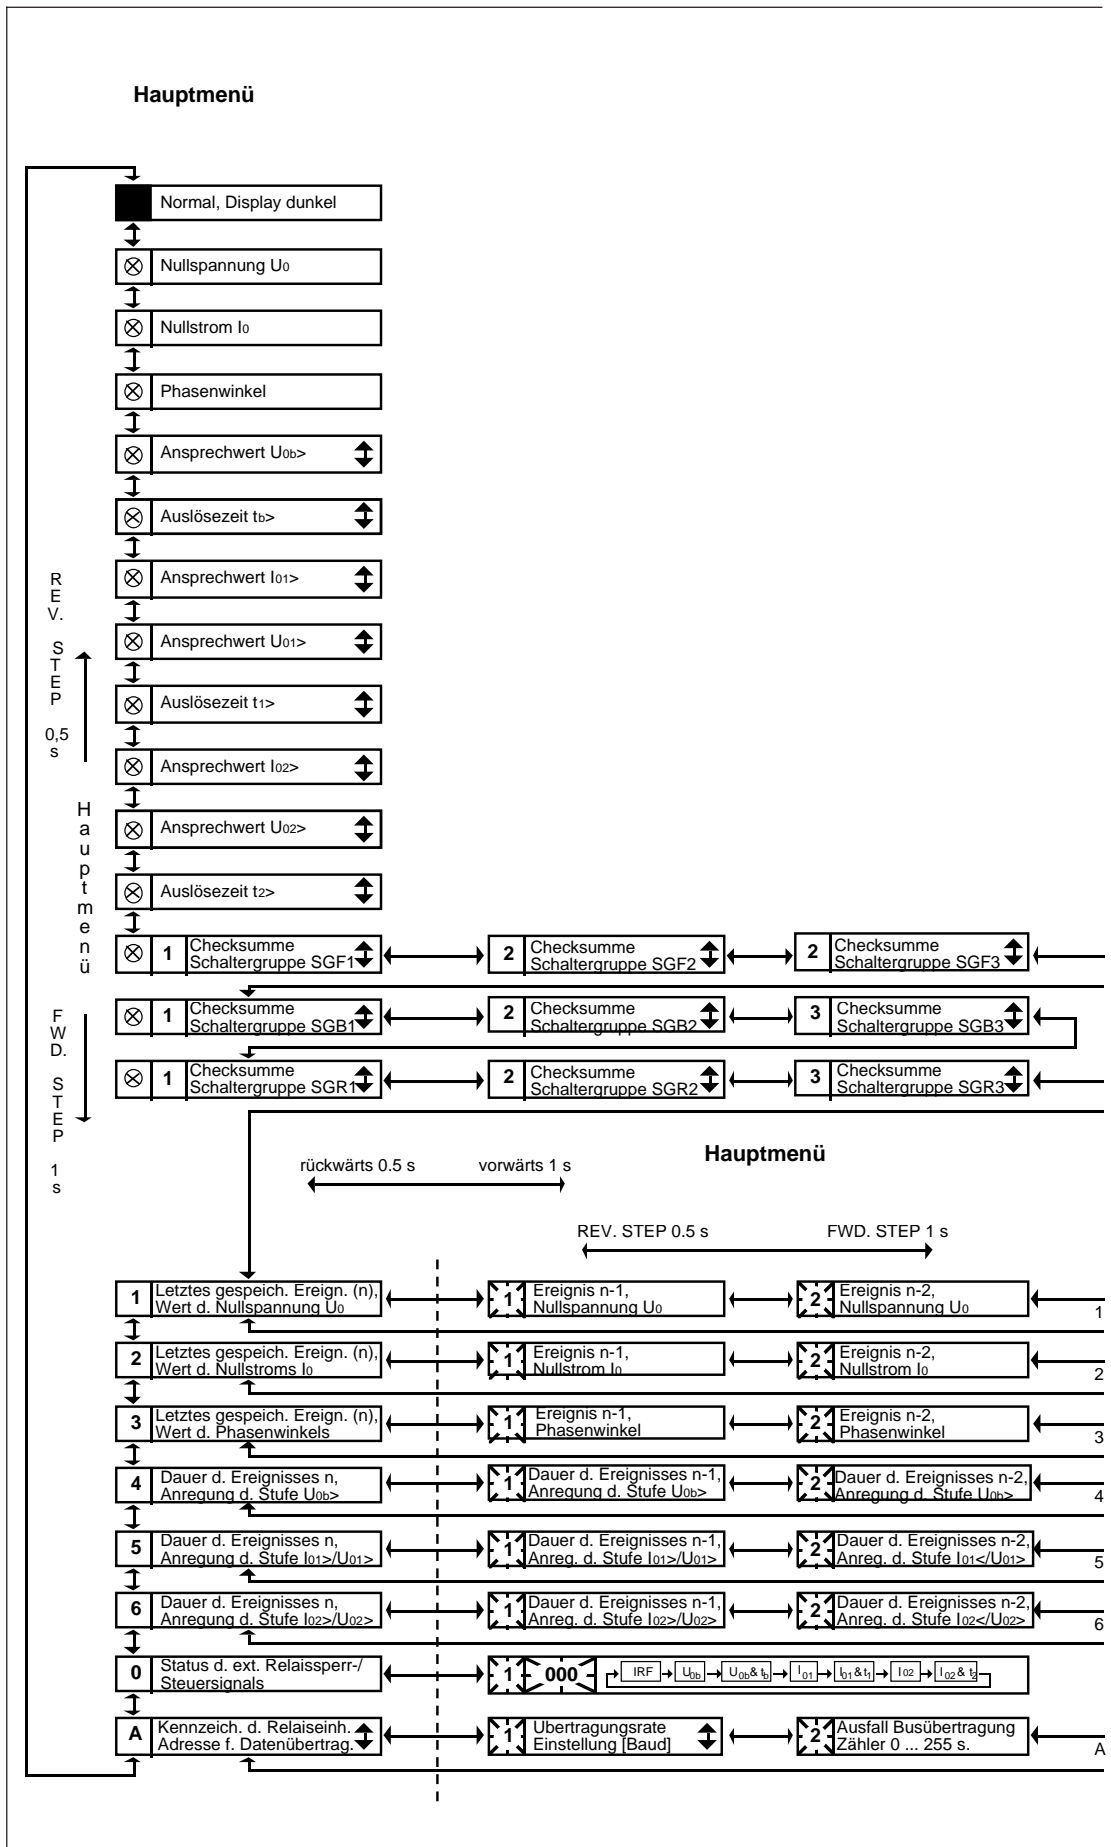 Hauptmenü
Normal, Display dunkel
Nullspannung U0
Nullstrom I0
Phasenwinkel
Ansprechwert U0b>
Auslösezeit tb>
Ansprechwert I01>
Ansprechwert U01>
Auslösezeit t1>
Ansprechwert I02>
Ansprechwert U02>
Auslösezeit t2>
REV. STEP 0,5 s
Hauptmenü
FWD. STEP 1 s
1 Checksumme
Schaltergruppe SGF1
2 Checksumme
Schaltergruppe SGF2
2 Checksumme
Schaltergruppe SGF3
1 Checksumme
Schaltergruppe SGB1
2 Checksumme
Schaltergruppe SGB2
3 Checksumme
Schaltergruppe SGB3
1 Checksumme
Schaltergruppe SGR1
2 Checksumme
Schaltergruppe SGR2
3 Checksumme
Schaltergruppe SGR3
Hauptmenü
rückwärts 0.5 s vorwärts 1 s
REV. STEP 0.5 s FWD. STEP 1 s
1 Letztes gespeich. Ereign. (n),
Wert d. Nullspannung U0
1 Ereignis n-1,
Nullspannung U0
2 Ereignis n-2,
Nullspannung U0
1
2 Letztes gespeich. Ereign. (n),
Wert d. Nullstroms I0
1 Ereignis n-1,
Nullstrom I0
2 Ereignis n-2,
Nullstrom I0
2
3 Letztes gespeich. Ereign. (n),
Wert d. Phasenwinkels
1 Ereignis n-1,
Phasenwinkel
2 Ereignis n-2,
Phasenwinkel
3
4 Dauer d. Ereignisses n,
Anregung d. Stufe U0b>
1 Dauer d. Ereignisses n-1,
Anregung d. Stufe U0b>
2 Dauer d. Ereignisses n-2,
Anregung d. Stufe U0b>
4
5 Dauer d. Ereignisses n,
Anregung d. Stufe I01>/U01>
1 Dauer d. Ereignisses n-1,
Anreg. d. Stufe I01>/U01>
2 Dauer d. Ereignisses n-2,
Anreg. d. Stufe I01</U01>
5
6 Dauer d. Ereignisses n,
Anregung d. Stufe I02>/U02>
1 Dauer d. Ereignisses n-1,
Anreg. d. Stufe I02>/U02>
2 Dauer d. Ereignisses n-2,
Anreg. d. Stufe I02</U02>
6
0 Status d. ext. Relaissperr-/
Steuersignals
1 000 IRF U0b U0b & tb I01 I01 & t1 I02 I02 & t2
A Kennzeich. d. Relaiseinh.
Adresse f. Datenübertrag.
1 Ubertragungsrate
Einstellung [Baud]
2 Ausfall Busübertragung
Zähler 0 ... 255 s.
A